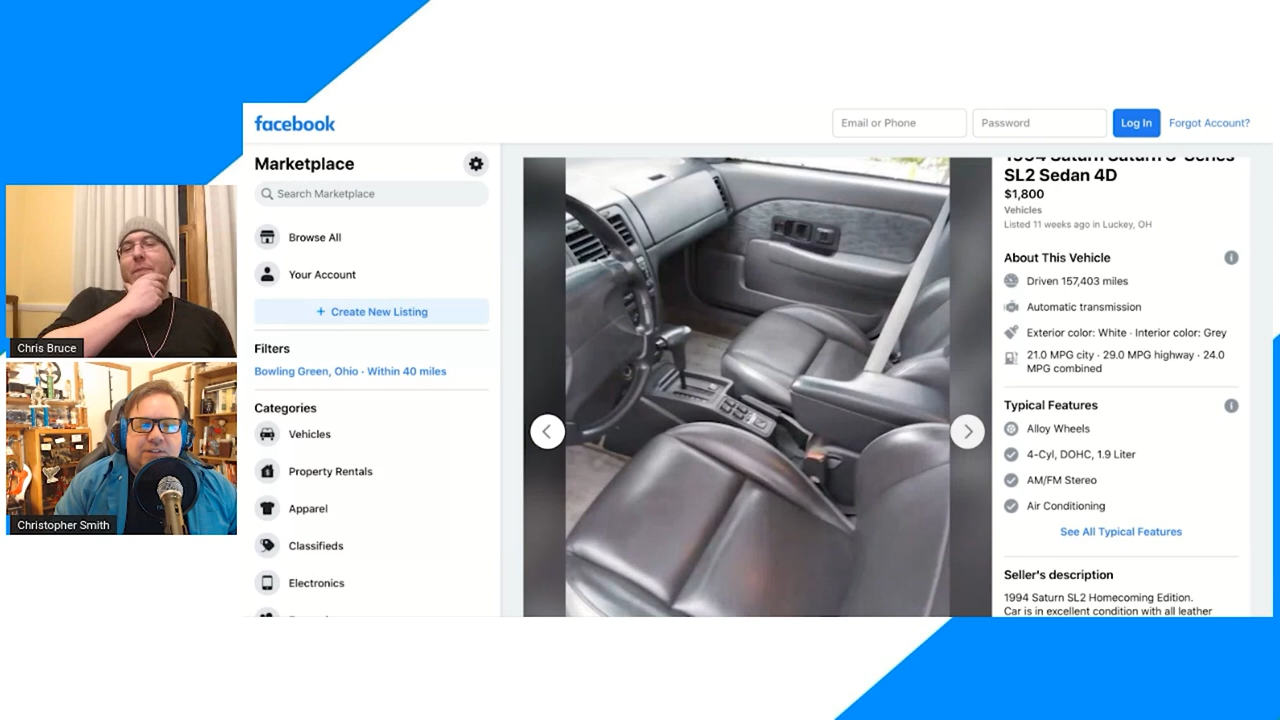 facebook
Email or Phone
Password
Log In
Forgot Account?
Marketplace
Search Marketplace
Browse All
Your Account
+ Create New Listing
Filters
Bowling Green, Ohio · Within 40 miles
Categories
Vehicles
Property Rentals
Apparel
Classifieds
Electronics
Chris Bruce
Christopher Smith
1994 Saturn Saturn S-Series
SL2 Sedan 4D
$1,800
Vehicles
Listed 11 weeks ago in Luckey, OH
About This Vehicle
Driven 157,403 miles
Automatic transmission
Exterior color: White · Interior color: Grey
21.0 MPG city · 29.0 MPG highway · 24.0
MPG combined
Typical Features
Alloy Wheels
4-Cyl, DOHC, 1.9 Liter
AM/FM Stereo
Air Conditioning
See All Typical Features
Seller's description
1994 Saturn SL2 Homecoming Edition.
Car is in excellent condition with all leather